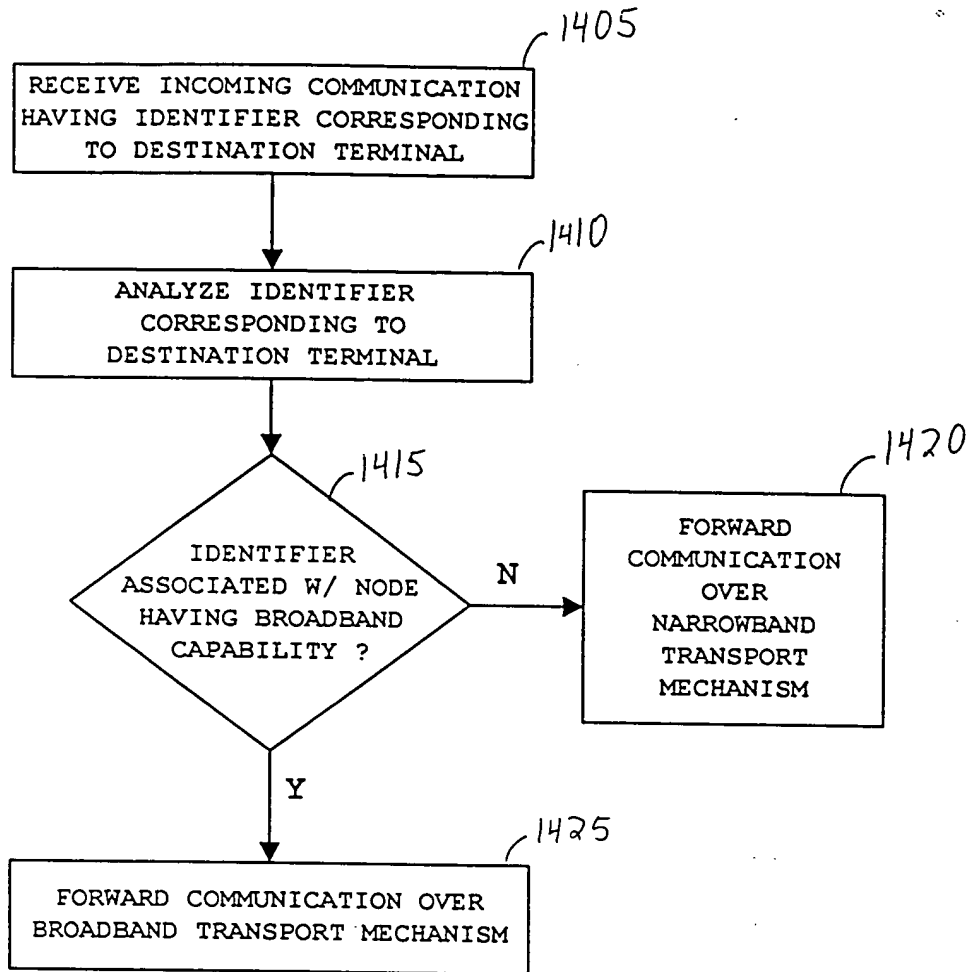 1405
RECEIVE INCOMING COMMUNICATION
HAVING IDENTIFIER CORRESPONDING
TO DESTINATION TERMINAL
1410
ANALYZE IDENTIFIER
CORRESPONDING TO
DESTINATION TERMINAL
1415
IDENTIFIER
ASSOCIATED W/ NODE
HAVING BROADBAND
CAPABILITY ?
N
1420
FORWARD
COMMUNICATION
OVER
NARROWBAND
TRANSPORT
MECHANISM
Y
1425
FORWARD COMMUNICATION OVER
BROADBAND TRANSPORT MECHANISM